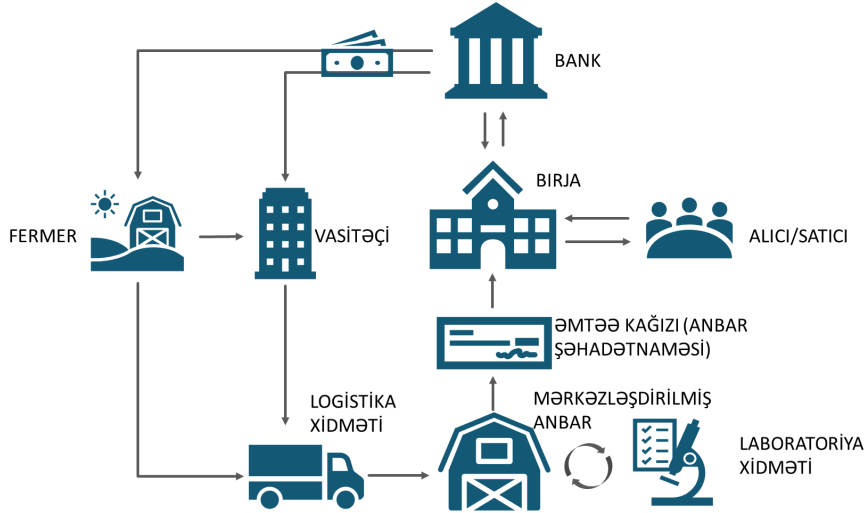 BANK
BIRJA
FERMER
VASİTƏÇİ
ALICI/SATICI
ƏMTƏƏ KAĞIZI (ANBAR
ŞƏHADƏTNAMƏSİ)
LOGİSTİKA
XİDMƏTİ
MƏRKƏZLƏŞDİRİLMİŞ
ANBAR
LABORATORİYA
XİDMƏTİ